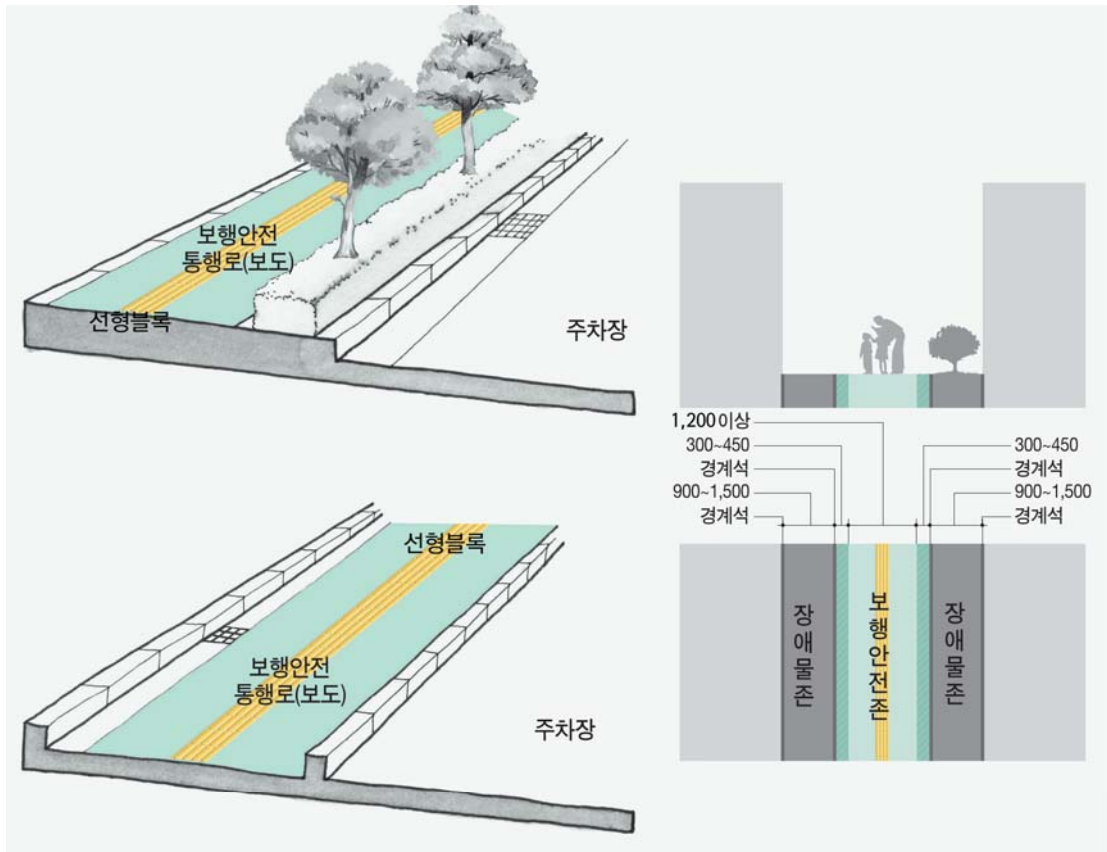 보행안전
통행로(보도)
선형블록
주차장
선형블록
보행안전
통행로(보도)
주차장
1,200이상
300~450
경계석
900~1,500
경계석
300~450
경계석
900~1,500
경계석
장애물존
보행안전존
장애물존